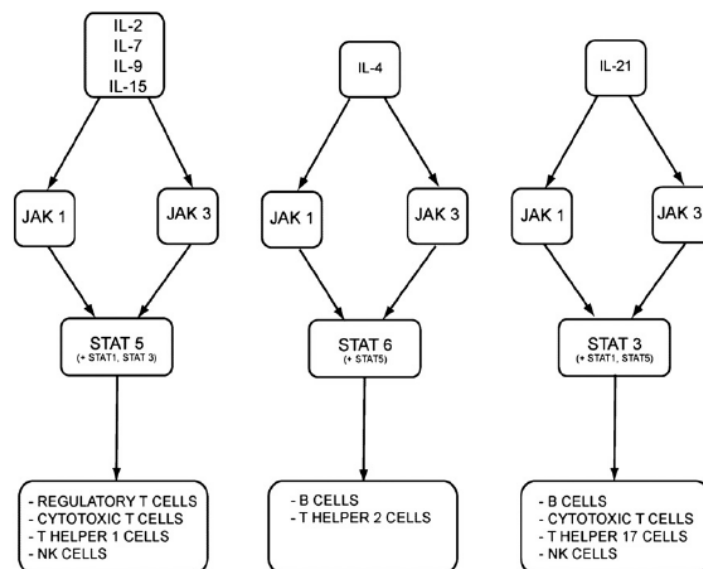 IL-2
IL-7
IL-9
IL-15
IL-4
IL-21
JAK 1
JAK 3
JAK 1
JAK 3
JAK 1
JAK 3
STAT 5
(+ STAT1, STAT 3)
STAT 6
(+ STAT5)
STAT 3
(+ STAT1, STAT5)
- REGULATORY T CELLS
- CYTOTOXIC T CELLS
- T HELPER 1 CELLS
- NK CELLS
- B CELLS
- T HELPER 2 CELLS
- B CELLS
- CYTOTOXIC T CELLS
- T HELPER 17 CELLS
- NK CELLS